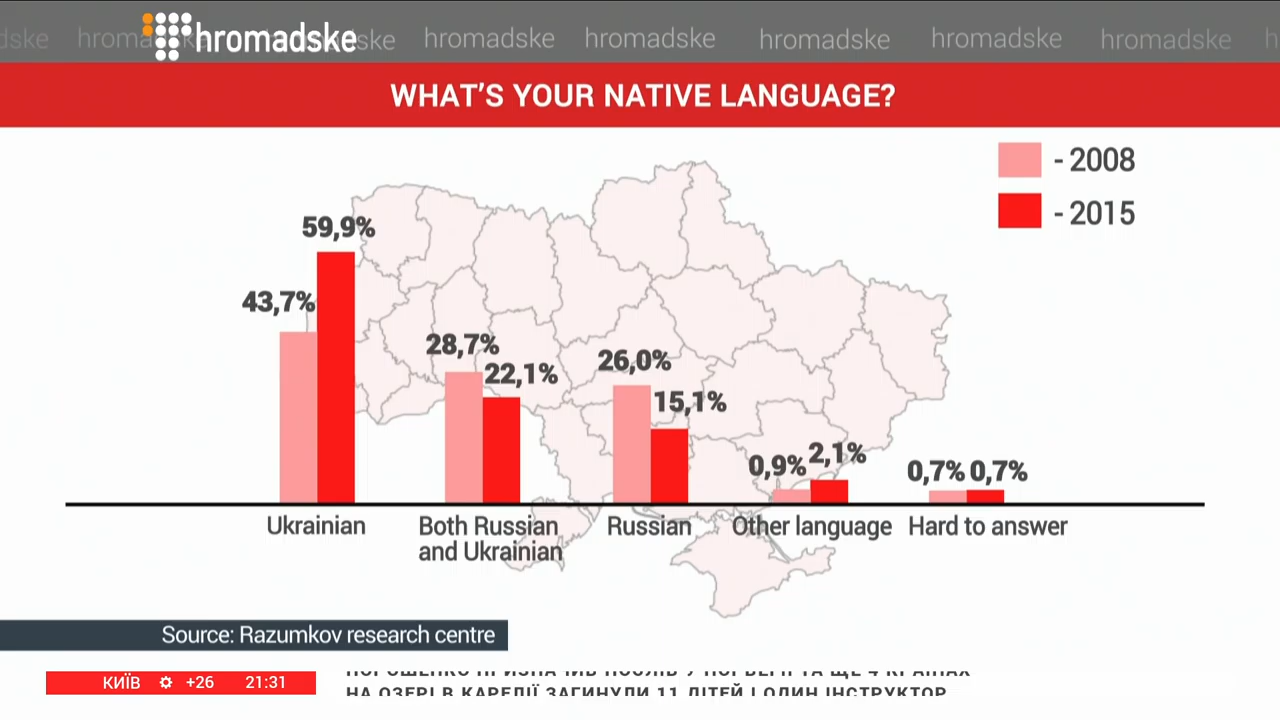 hromadske hromadske hromadske hromadske hromadske hromadske
WHAT'S YOUR NATIVE LANGUAGE?
- 2008
- 2015
59,9%
43,7%
28,7%
22,1%
26,0%
15,1%
0,9% 2,1%
0,7% 0,7%
Ukrainian
Both Russian
and Ukrainian
Russian
Other language
Hard to answer
Source: Razumkov research centre
КИЇВ +26 21:31
НА ОЗЕРІ В КАРЕЛІЇ ЗАГИНУЛИ 11 ДІТЕЙ І ОДИН ІНСТРУКТОР